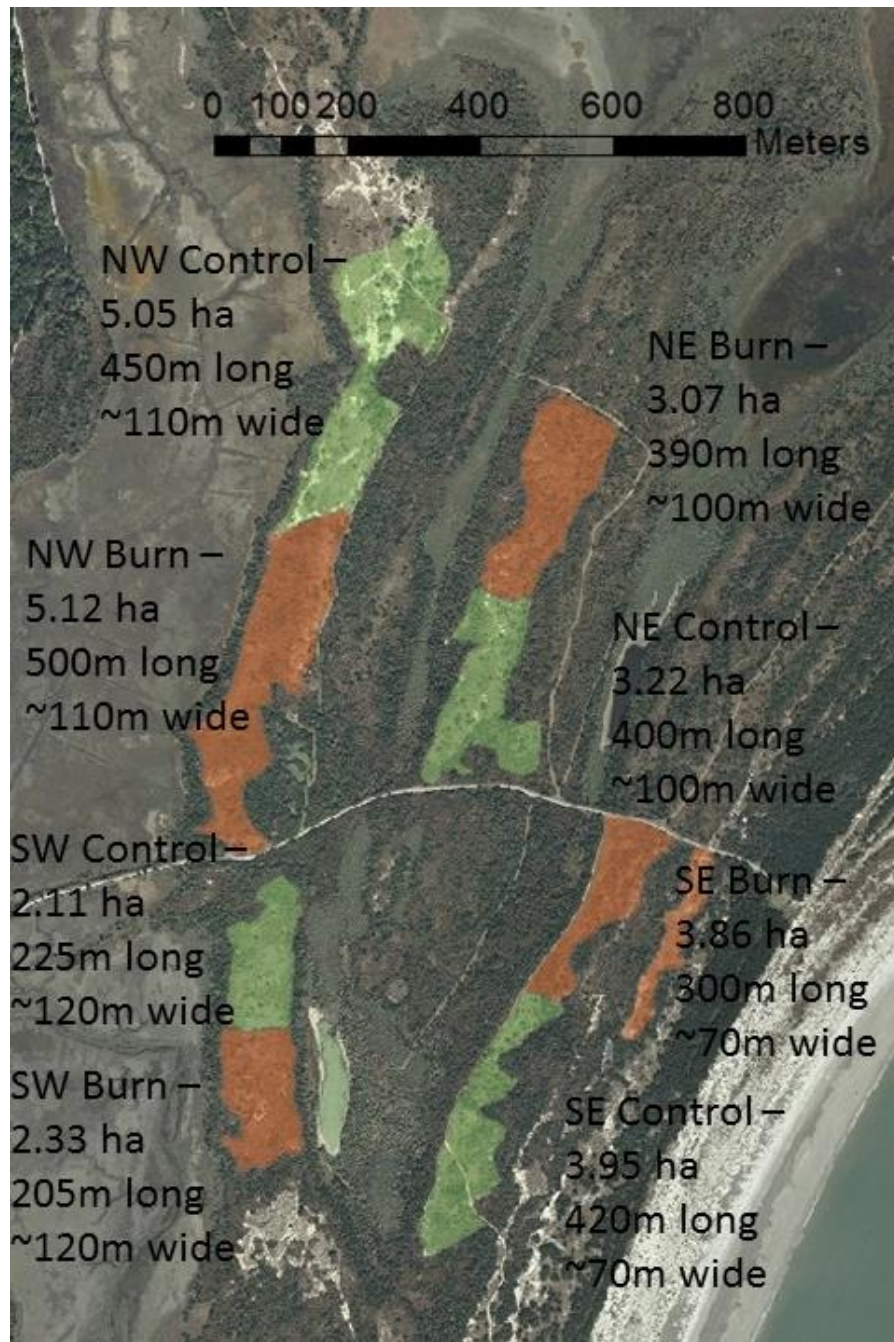 0 100 200 400 600 800
Meters
NW Control –
5.05 ha
450m long
~110m wide
NE Burn –
3.07 ha
390m long
~100m wide
NW Burn –
5.12 ha
500m long
~110m wide
NE Control –
3.22 ha
400m long
~100m wide
SW Control –
2.11 ha
225m long
~120m wide
SE Burn –
3.86 ha
300m long
~70m wide
SW Burn –
2.33 ha
205m long
~120m wide
SE Control –
3.95 ha
420m long
~70m wide